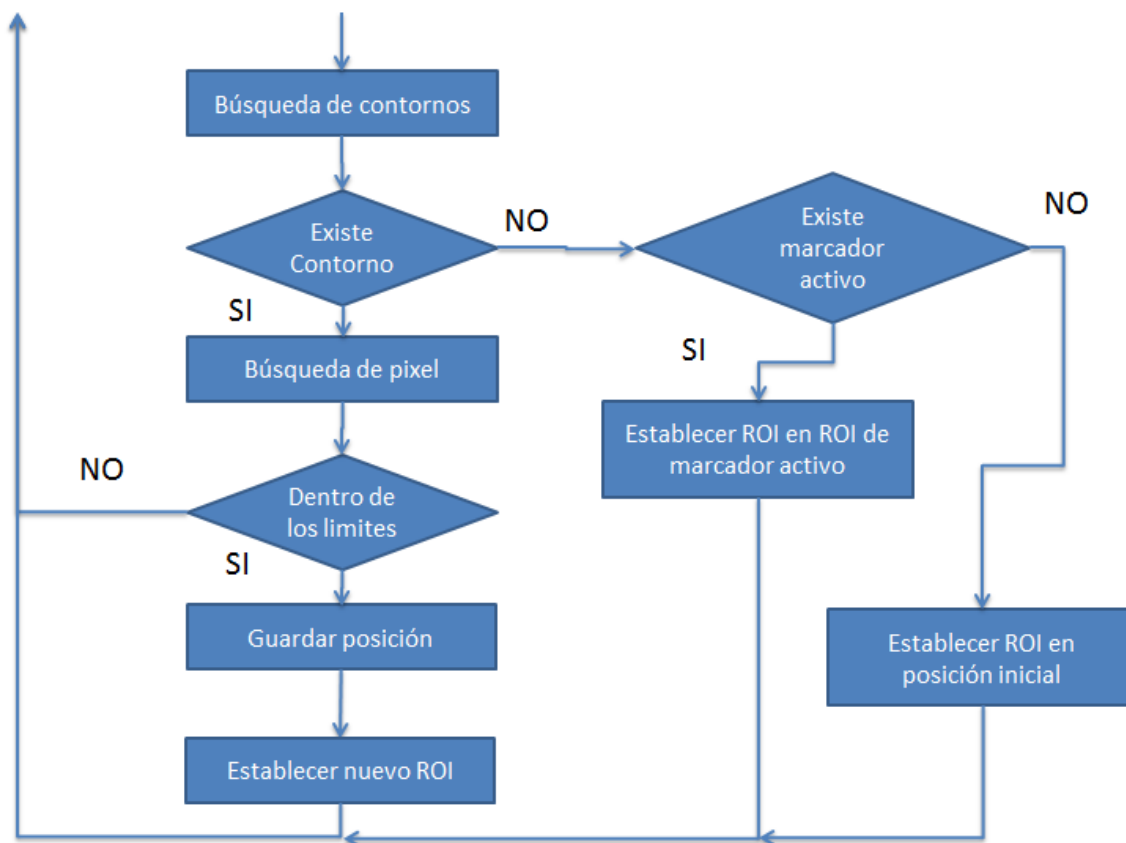 Búsqueda de contornos
Existe
Contorno
NO
Existe
marcador
activo
NO
SI
Búsqueda de pixel
SI
Establecer ROI en ROI de
marcador activo
NO
Dentro de
los limites
SI
Guardar posición
Establecer ROI en
posición inicial
Establecer nuevo ROI